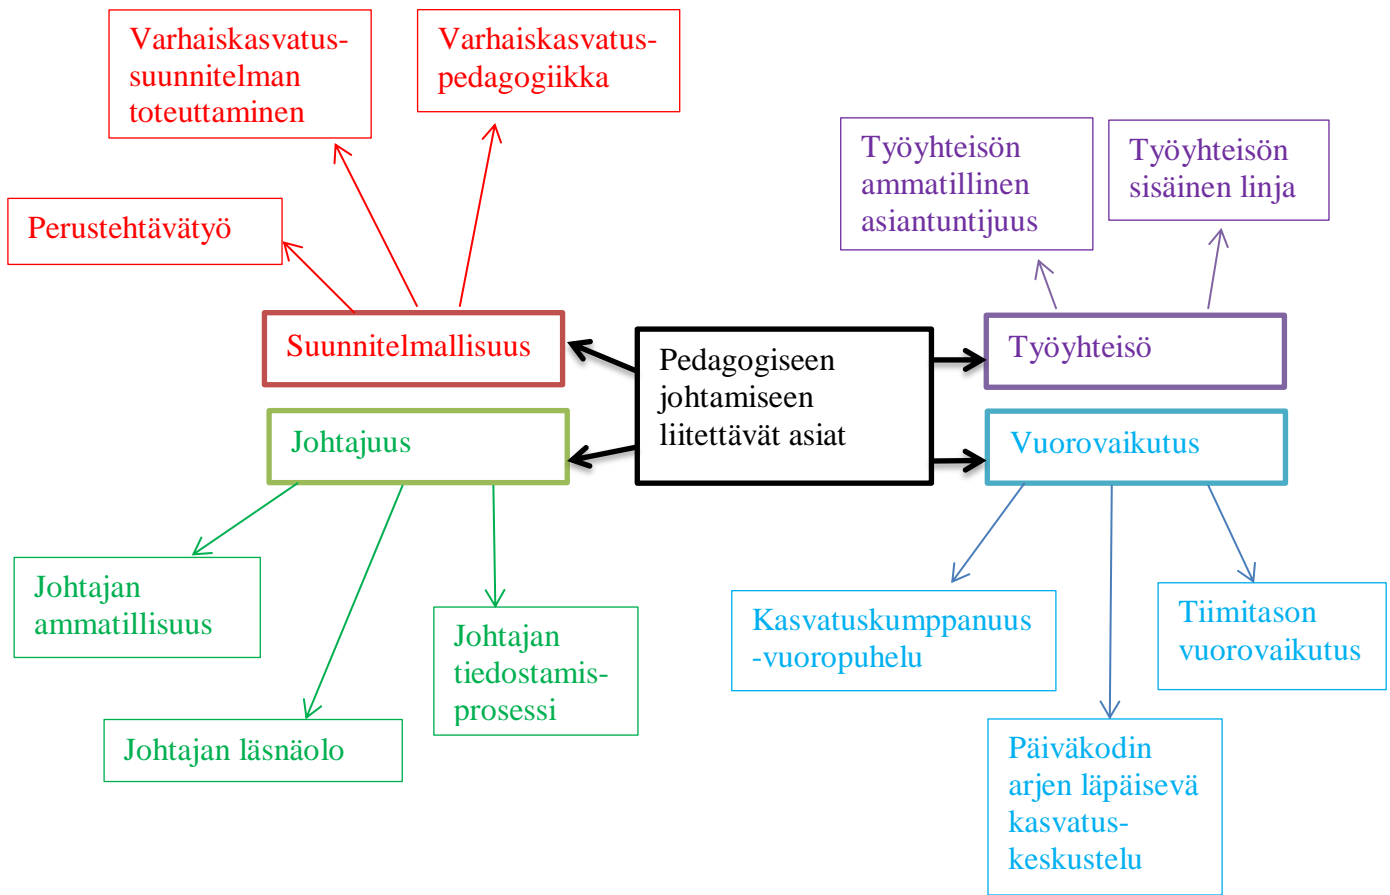 Varhaiskasvatus-
suunnitelman
toteuttaminen
Varhaiskasvatus-
pedagogiikka
Perustehtävätyö
Työyhteisön
ammatillinen
asiantuntijuus
Työyhteisön
sisäinen linja
Suunnitelmallisuus
Pedagogiseen
johtamiseen
liitettävät asiat
Työyhteisö
Johtajuus
Vuorovaikutus
Johtajan
ammatillisuus
Johtajan
tiedostamis-
prosessi
Johtajan läsnäolo
Kasvatuskumppanuus
-vuoropuhelu
Tiimitason
vuorovaikutus
Päiväkodin
arjen läpäisevä
kasvatus-
keskustelu